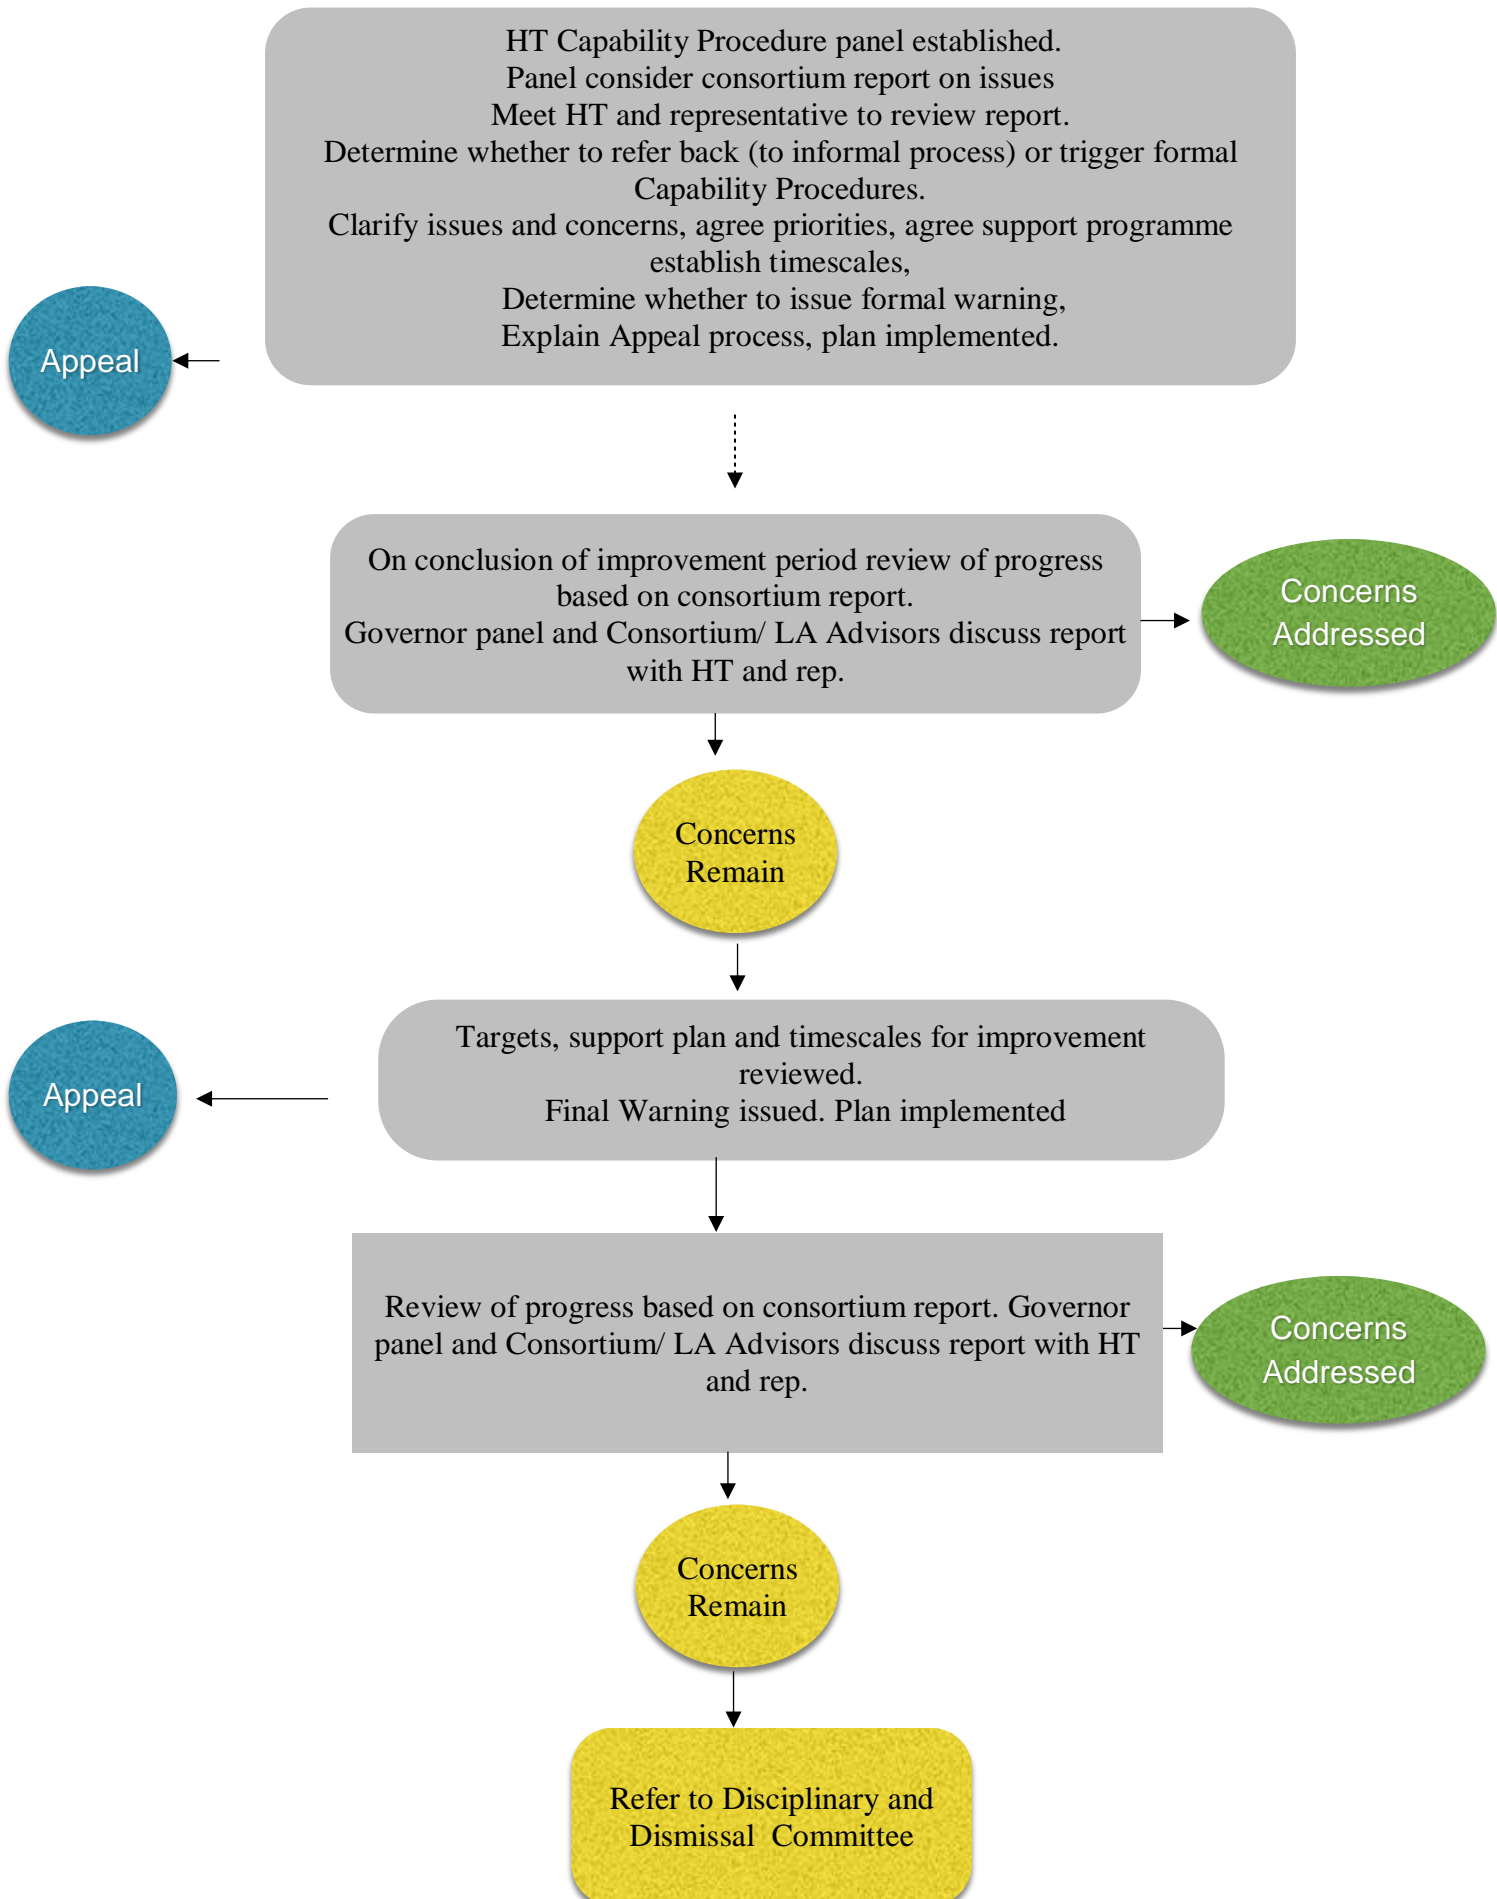 HT Capability Procedure panel established.
Panel consider consortium report on issues
Meet HT and representative to review report.
Determine whether to refer back (to informal process) or trigger formal
Capability Procedures.
Clarify issues and concerns, agree priorities, agree support programme
establish timescales,
Determine whether to issue formal warning,
Explain Appeal process, plan implemented.
Appeal
On conclusion of improvement period review of progress
based on consortium report.
Governor panel and Consortium/ LA Advisors discuss report
with HT and rep.
Concerns
Addressed
Concerns
Remain
Targets, support plan and timescales for improvement
reviewed.
Final Warning issued. Plan implemented
Appeal
Review of progress based on consortium report. Governor
panel and Consortium/ LA Advisors discuss report with HT
and rep.
Concerns
Addressed
Concerns
Remain
Refer to Disciplinary and
Dismissal  Committee